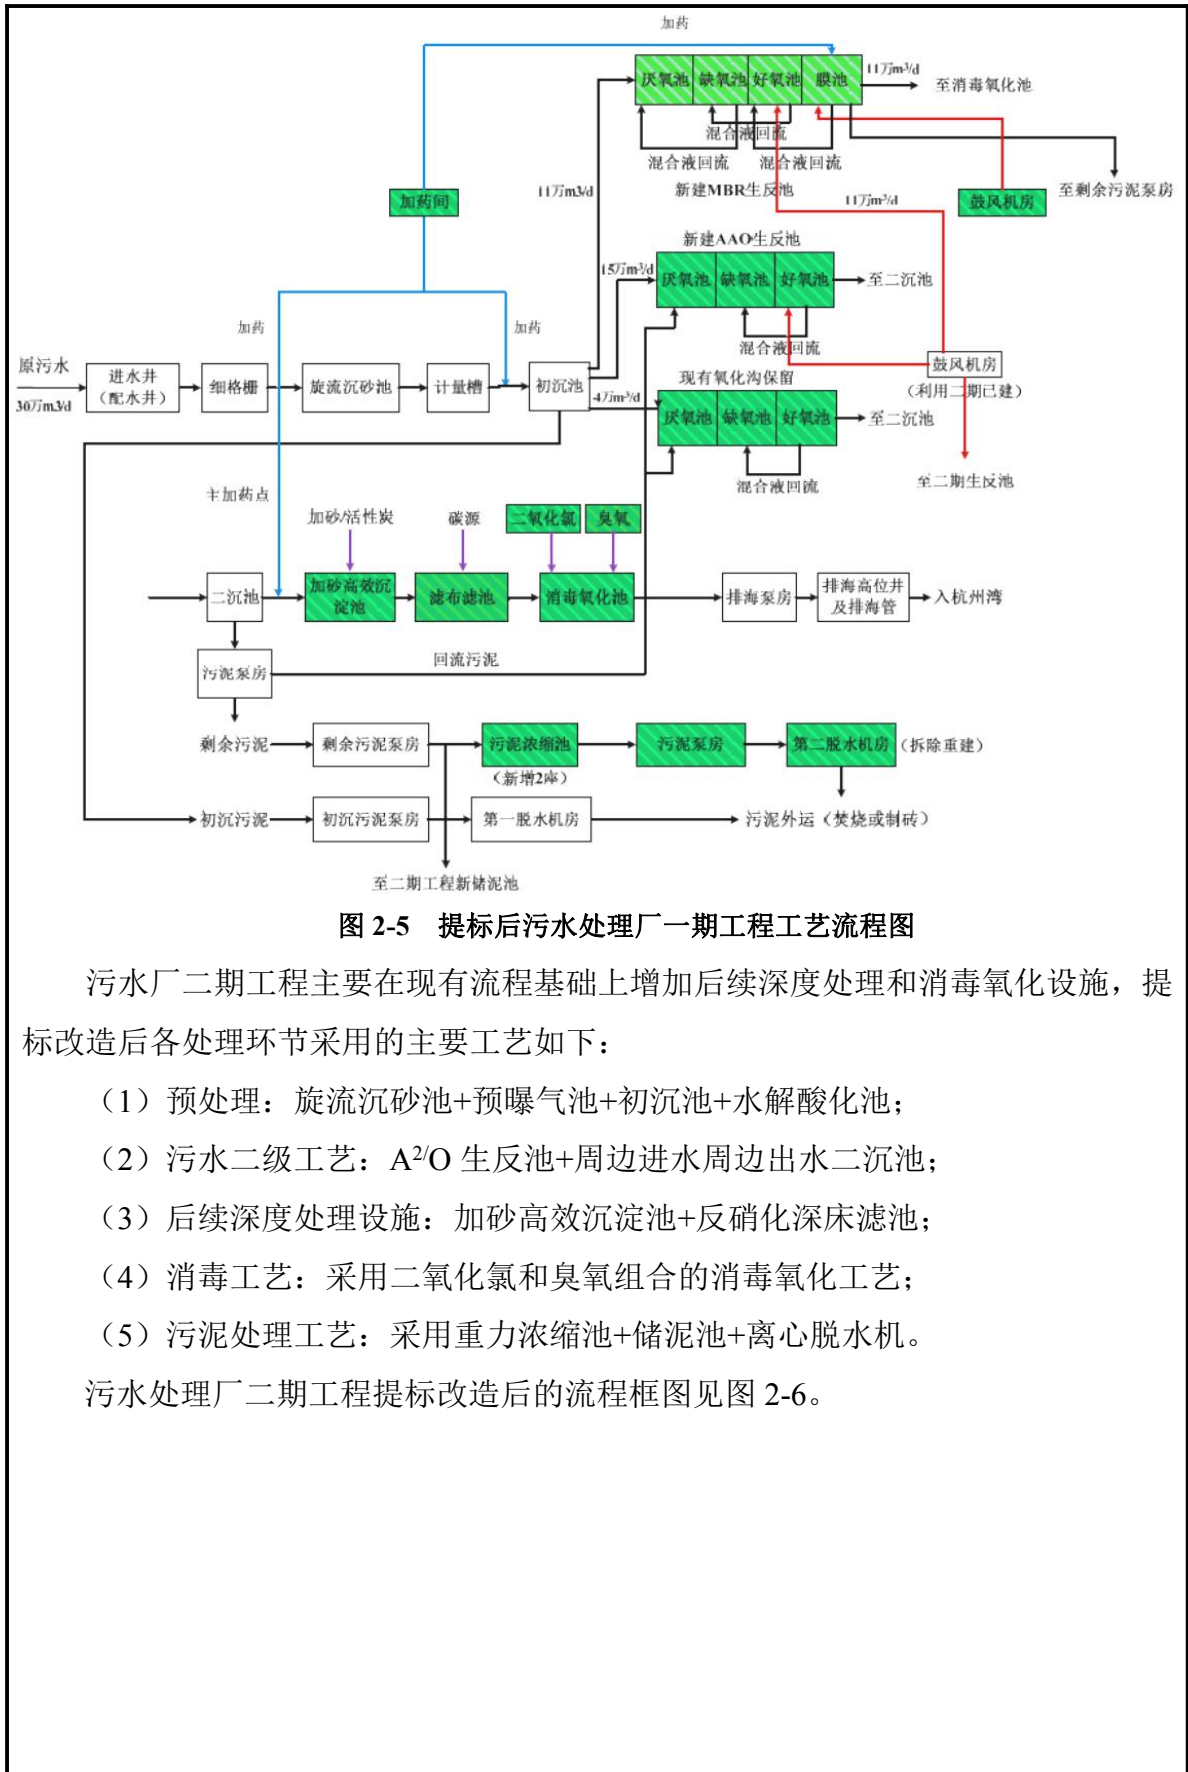 加药
厌氧池 缺氧池 好氧池 膜池
11万m³/d
至消毒氧化池
混合液回流
混合液回流 混合液回流
新建MBR生反池
至剩余污泥泵房
11万m3/d
加药间
11万m³/d
鼓风机房
新建AAO生反池
15万m³/d
厌氧池 缺氧池 好氧池
至二沉池
加药
加药
混合液回流
鼓风机房
(利用二期已建)
原污水
30万m3/d
进水井
(配水井)
细格栅
旋流沉砂池
计量槽
初沉池
现有氧化沟保留
4万m³/d
厌氧池 缺氧池 好氧池
至二沉池
混合液回流
至二期生反池
主加药点
加砂/活性炭
碳源
二氧化氯
臭氧
二沉池
加砂高效沉
淀池
滤布滤池
消毒氧化池
排海泵房
排海高位井
及排海管
入杭州湾
污泥泵房
回流污泥
剩余污泥
剩余污泥泵房
污泥浓缩池
(新增2座)
污泥泵房
第二脱水机房
(拆除重建)
初沉污泥
初沉污泥泵房
第一脱水机房
污泥外运(焚烧或制砖)
至二期工程新储泥池
图 2-5 提标后污水处理厂一期工程工艺流程图
污水厂二期工程主要在现有流程基础上增加后续深度处理和消毒氧化设施，提
标改造后各处理环节采用的主要工艺如下：
（1）预处理：旋流沉砂池+预曝气池+初沉池+水解酸化池；
（2）污水二级工艺：A²/O 生反池+周边进水周边出水二沉池；
（3）后续深度处理设施：加砂高效沉淀池+反硝化深床滤池；
（4）消毒工艺：采用二氧化氯和臭氧组合的消毒氧化工艺；
（5）污泥处理工艺：采用重力浓缩池+储泥池+离心脱水机。
污水处理厂二期工程提标改造后的流程框图见图 2-6。